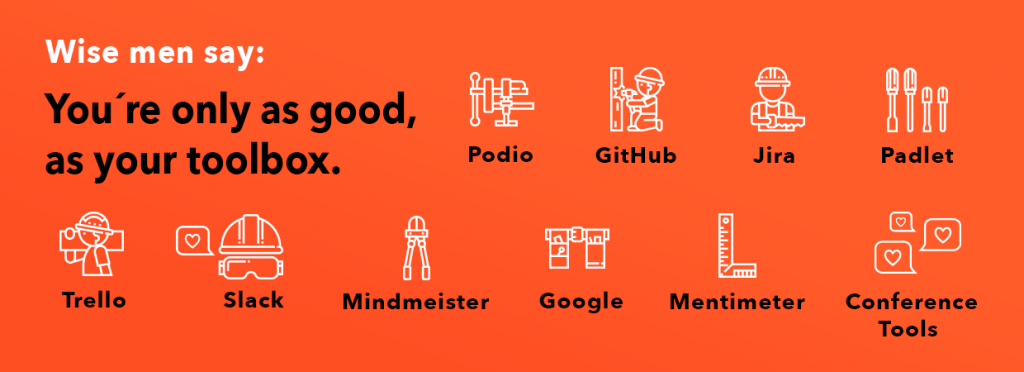 Wise men say:
You´re only as good,
as your toolbox.
Podio
GitHub
Jira
Padlet
Trello
Slack
Mindmeister
Google
Mentimeter
Conference
Tools